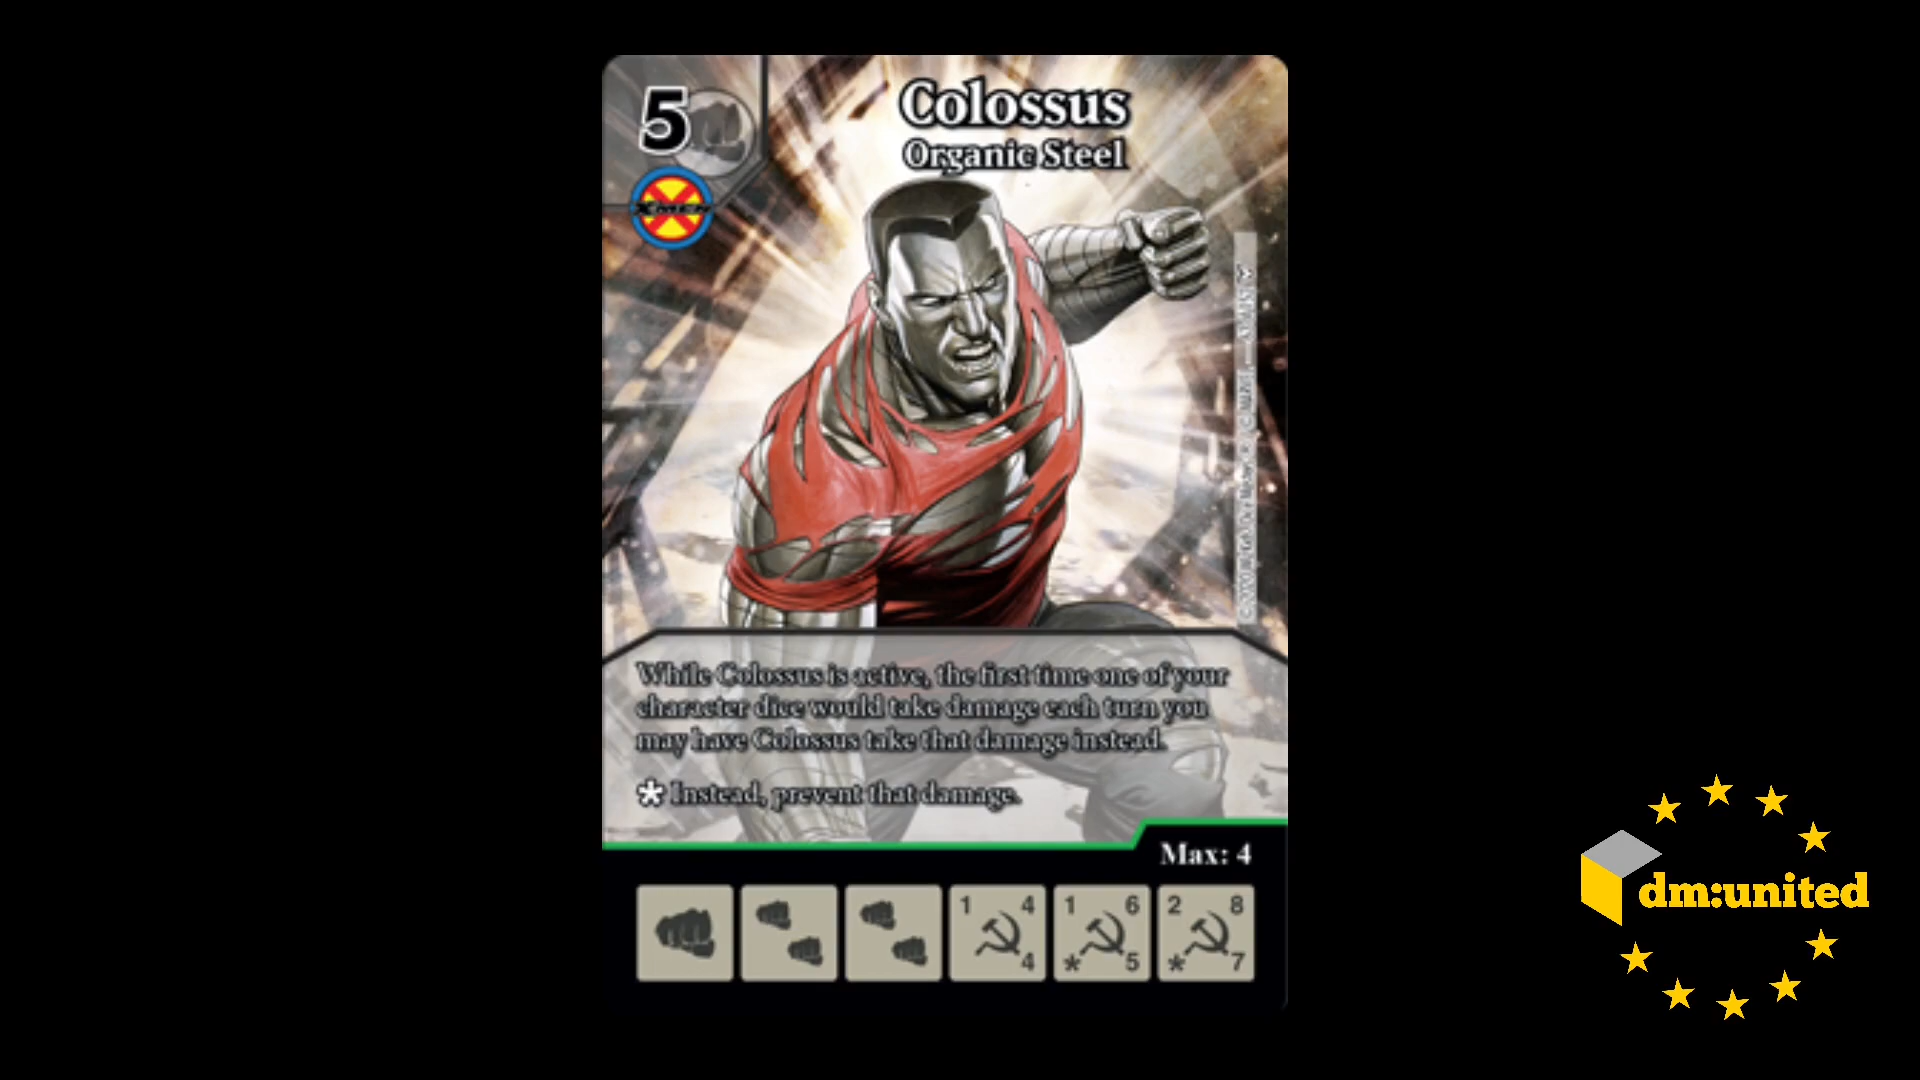 5
Colossus
Organic Steel
X-MEN
While Colossus is active, the first time one of your
character dice would take damage each turn you
may have Colossus take that damage instead.
* Instead, prevent that damage.
Max: 4
1 4 4
1 6 * 5
2 8 * 7
dm:united